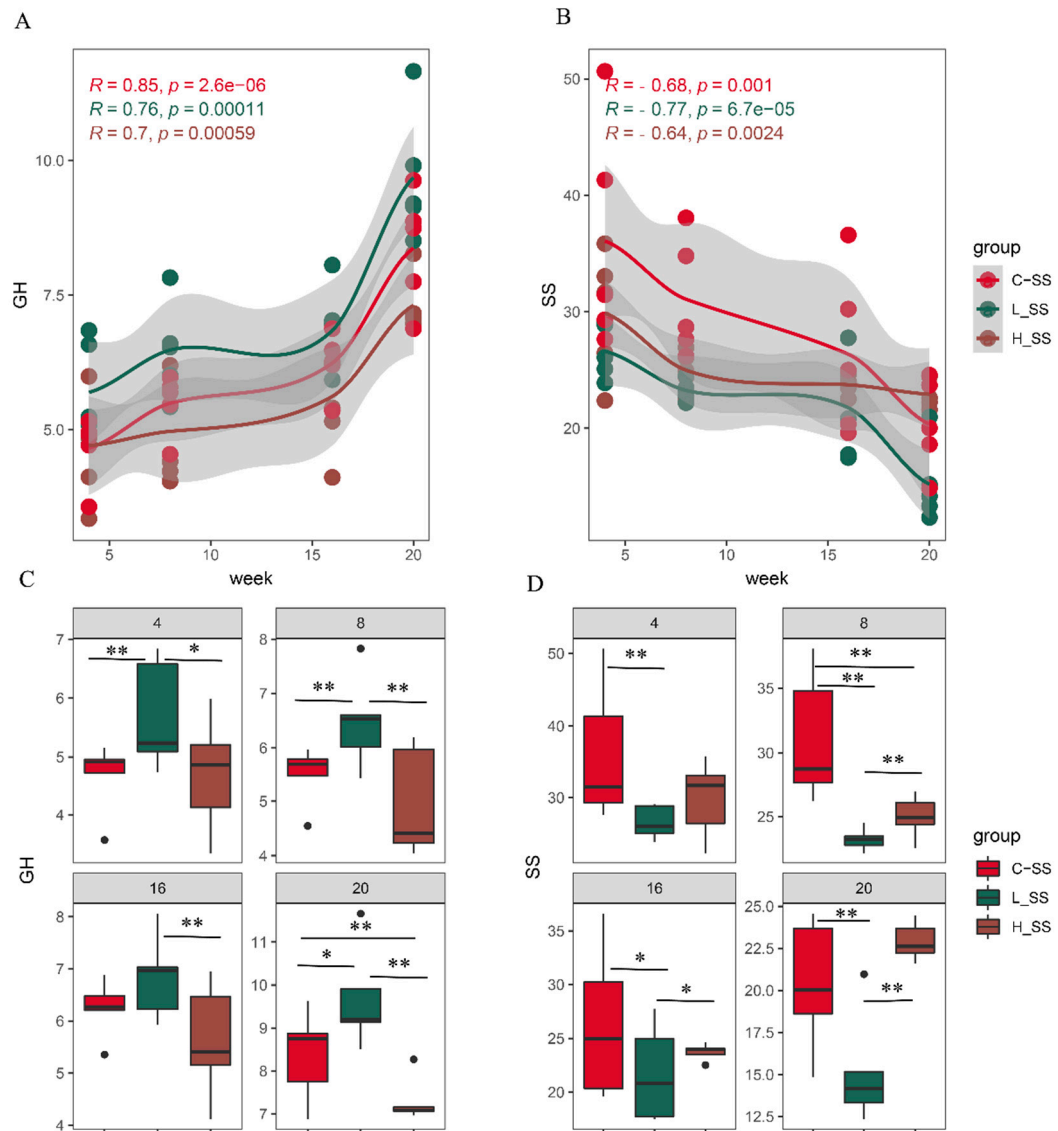 A
B
R = 0.85, p = 2.6e−06
R = 0.76, p = 0.00011
R = 0.7, p = 0.00059
10.0
7.5
5.0
GH
5
10
15
20
week
R = - 0.68, p = 0.001
R = - 0.77, p = 6.7e−05
R = - 0.64, p = 0.0024
50
40
30
20
SS
5
10
15
20
week
group
C-SS
L_SS
H_SS
C
D
4
8
7
6
5
4
** *
8
7
6
5
4
** **
GH
16
20
8
7
6
5
4
**
11
10
9
8
7
**
* **
4
8
50
40
30
**
35
30
25
**
**
**
SS
16
20
35
30
25
20
*
*
22.5
20.0
17.5
15.0
12.5
**
**
group
C-SS
L_SS
H_SS